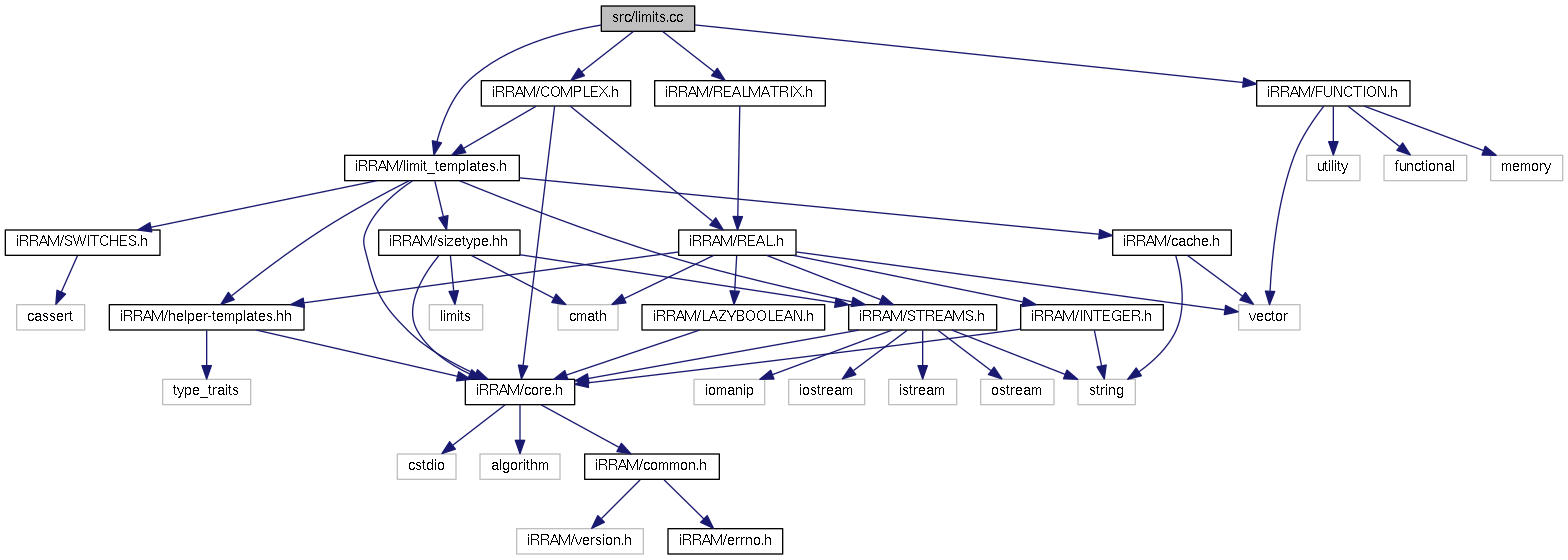 src/limits.cc
iRRAM/COMPLEX.h
iRRAM/REALMATRIX.h
iRRAM/FUNCTION.h
iRRAM/limit_templates.h
utility
functional
memory
iRRAM/SWITCHES.h
iRRAM/sizetype.hh
iRRAM/REAL.h
iRRAM/cache.h
cassert
iRRAM/helper-templates.hh
limits
cmath
iRRAM/LAZYBOOLEAN.h
iRRAM/STREAMS.h
iRRAM/INTEGER.h
vector
type_traits
iRRAM/core.h
iomanip
iostream
istream
ostream
string
cstdio
algorithm
iRRAM/common.h
iRRAM/version.h
iRRAM/errno.h